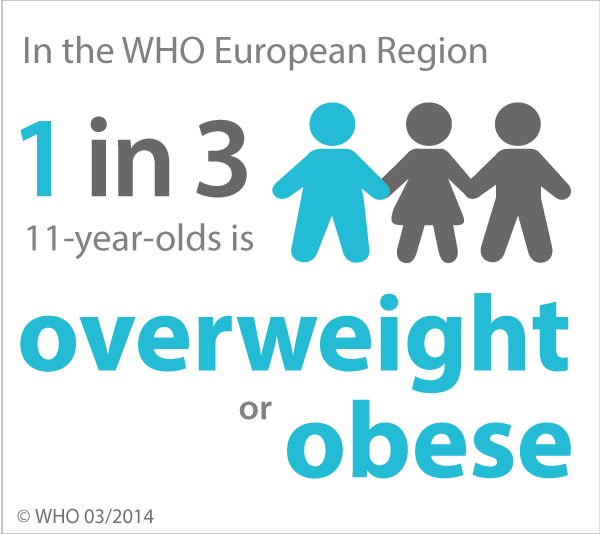 In the WHO European Region
1 in 3
11-year-olds is
overweight
or
obese
© WHO 03/2014